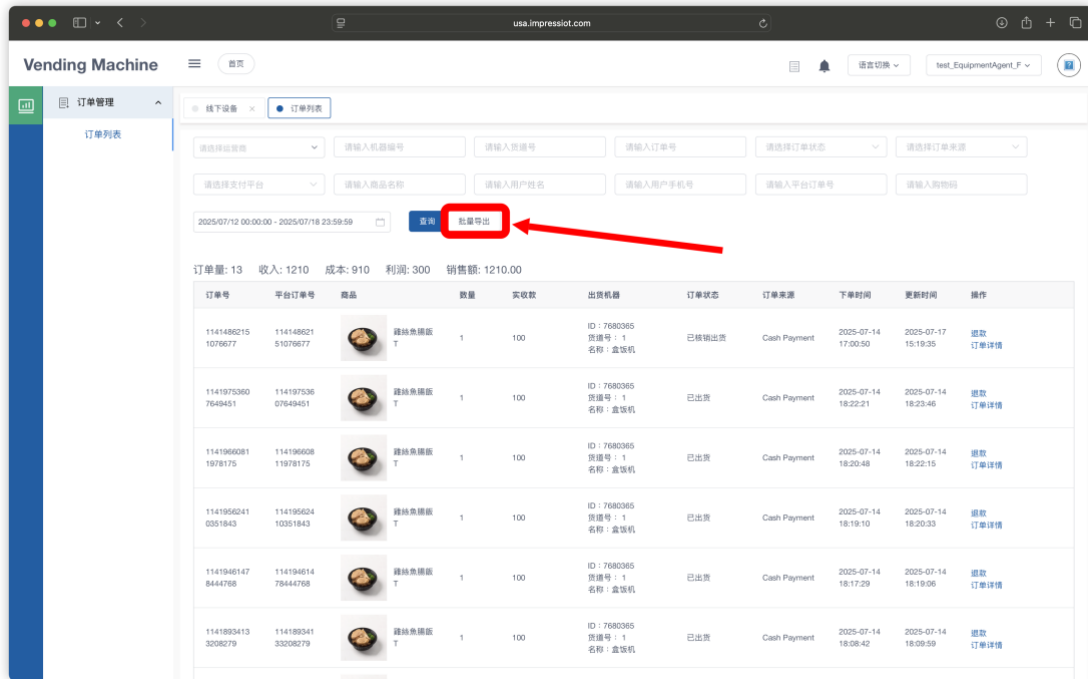 usa.impressiot.com
Vending Machine
首页
语言切换
test_EquipmentAgent_F
订单管理
线下设备
订单列表
订单列表
请选择运营商
请输入机器编号
请输入货道号
请输入订单号
请选择订单状态
请选择订单来源
请选择支付平台
请输入商品名称
请输入用户姓名
请输入用户手机号
请输入平台订单号
请输入购物码
2025/07/12 00:00:00 - 2025/07/18 23:59:59
查询
批量导出
订单量: 13 收入: 1210 成本: 910 利润: 300 销售额: 1210.00
订单号 平台订单号 商品 数量 实收款 出货机器 订单状态 订单来源 下单时间 更新时间 操作
ID：7680365
1141486215 114148621 雞絲魚腸飯 2025-07-14 2025-07-17 退款
1 100 货道号： 1 已核销出货 Cash Payment
1076677 51076677 T 17:00:50 15:19:35 订单详情
名称：盒饭机
ID：7680365
1141975360 114197536 雞絲魚腸飯 2025-07-14 2025-07-14 退款
1 100 货道号： 1 已出货 Cash Payment
7649451 07649451 T 18:22:21 18:23:46 订单详情
名称：盒饭机
ID：7680365
1141966081 114196608 雞絲魚腸飯 2025-07-14 2025-07-14 退款
1 100 货道号： 1 已出货 Cash Payment
1978175 11978175 T 18:20:48 18:22:15 订单详情
名称：盒饭机
ID：7680365
1141956241 114195624 雞絲魚腸飯 2025-07-14 2025-07-14 退款
1 100 货道号： 1 已出货 Cash Payment
0351843 10351843 T 18:19:10 18:20:33 订单详情
名称：盒饭机
ID：7680365
1141946147 114194614 雞絲魚腸飯 2025-07-14 2025-07-14 退款
1 100 货道号： 1 已出货 Cash Payment
8444768 78444768 T 18:17:29 18:19:06 订单详情
名称：盒饭机
ID：7680365
1141893413 114189341 雞絲魚腸飯 2025-07-14 2025-07-14 退款
1 100 货道号： 1 已出货 Cash Payment
3208279 33208279 T 18:08:42 18:09:59 订单详情
名称：盒饭机